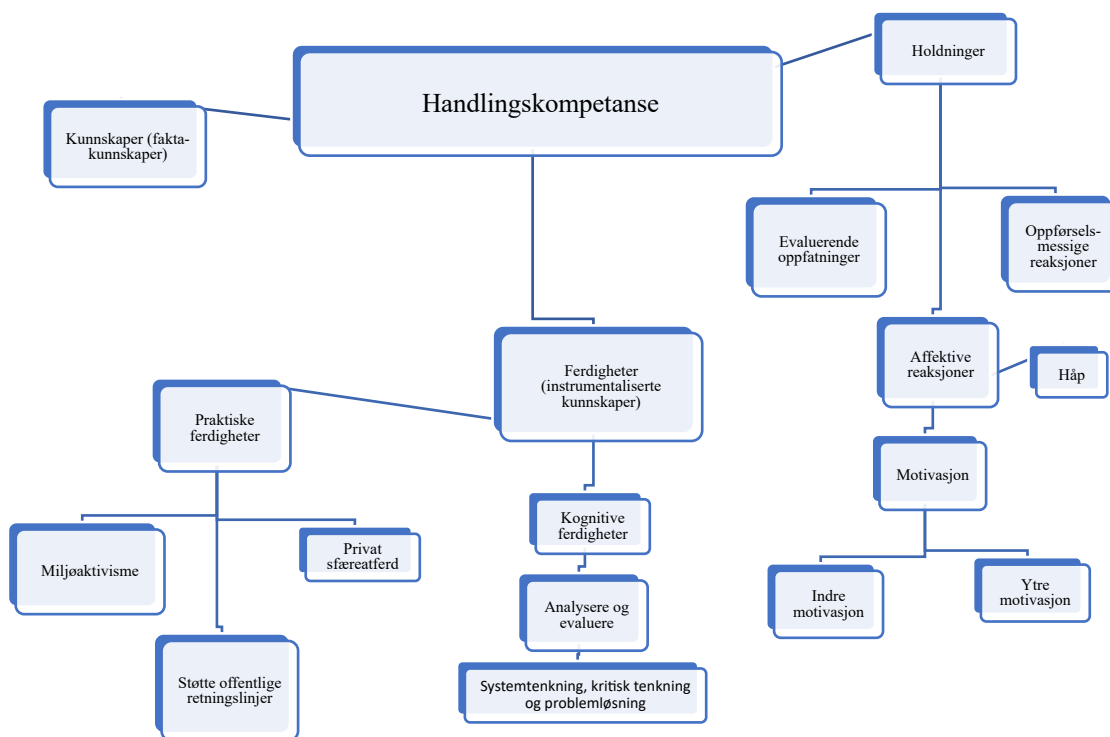 Holdninger
Handlingskompetanse
Kunnskaper (fakta-
kunnskaper)
Evaluerende
oppfatninger
Oppførsels-
messige
reaksjoner
Ferdigheter
(instrumentaliserte
kunnskaper)
Affektive
reaksjoner
Håp
Praktiske
ferdigheter
Motivasjon
Kognitive
ferdigheter
Miljøaktivisme
Privat
sfæreatferd
Analysere og
evaluere
Indre
motivasjon
Ytre
motivasjon
Støtte offentlige
retningslinjer
Systemtenkning, kritisk tenkning
og problemløsning